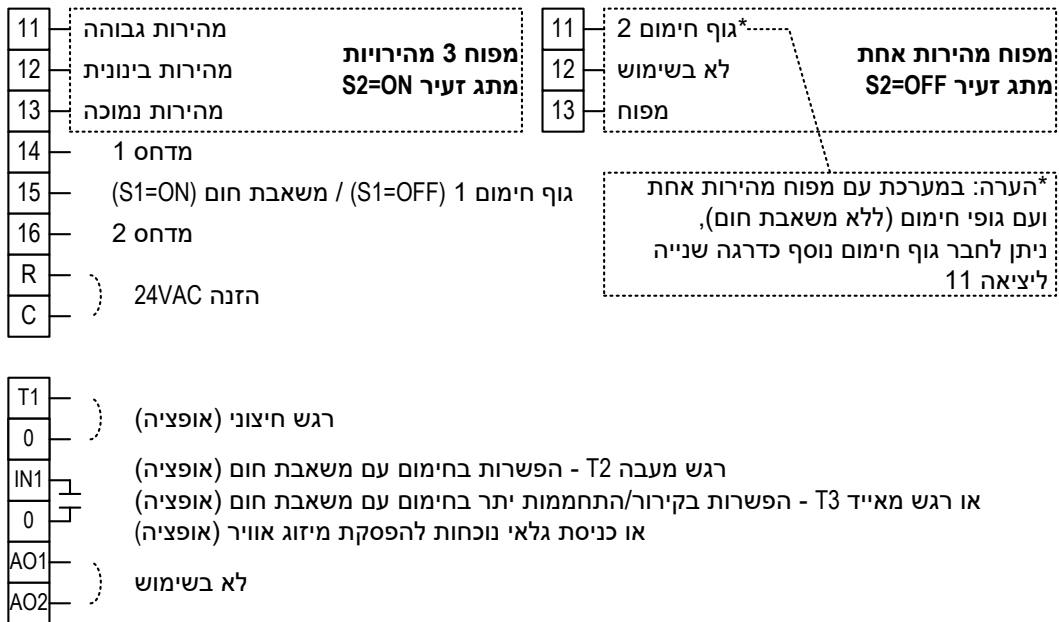 11 מהירות גבוהה
12 מהירות בינונית
13 מהירות נמוכה
מפוח 3 מהירויות
מתג זעיר S2=ON
14 מדחס 1
15 גוף חימום 1 (S1=OFF) / משאבת חום (S1=ON)
16 מדחס 2
R
C
הזנה 24VAC
11 *גוף חימום 2
12 לא בשימוש
13 מפוח
מפוח מהירות אחת
מתג זעיר S2=OFF
*הערה: במערכת עם מפוח מהירות אחת
ועם גופי חימום (ללא משאבת חום),
ניתן לחבר גוף חימום נוסף כדרגה שנייה
ליציאה 11
T1
0
רגש חיצוני (אופציה)
IN1
0
רגש מעבה T2 - הפשרות בחימום עם משאבת חום (אופציה)
או רגש מאייד T3 - הפשרות בקירור/התחממות יתר בחימום עם משאבת חום (אופציה)
או כניסת גלאי נוכחות להפסקת מיזוג אוויר (אופציה)
AO1
AO2
לא בשימוש